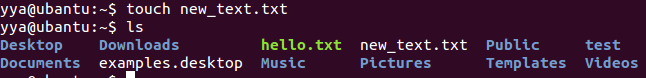 yya@ubantu:~$ touch new_text.txt
yya@ubantu:~$ ls
Desktop    Downloads         hello.txt  new_text.txt  Public     test
Documents  examples.desktop  Music      Pictures      Templates  Videos